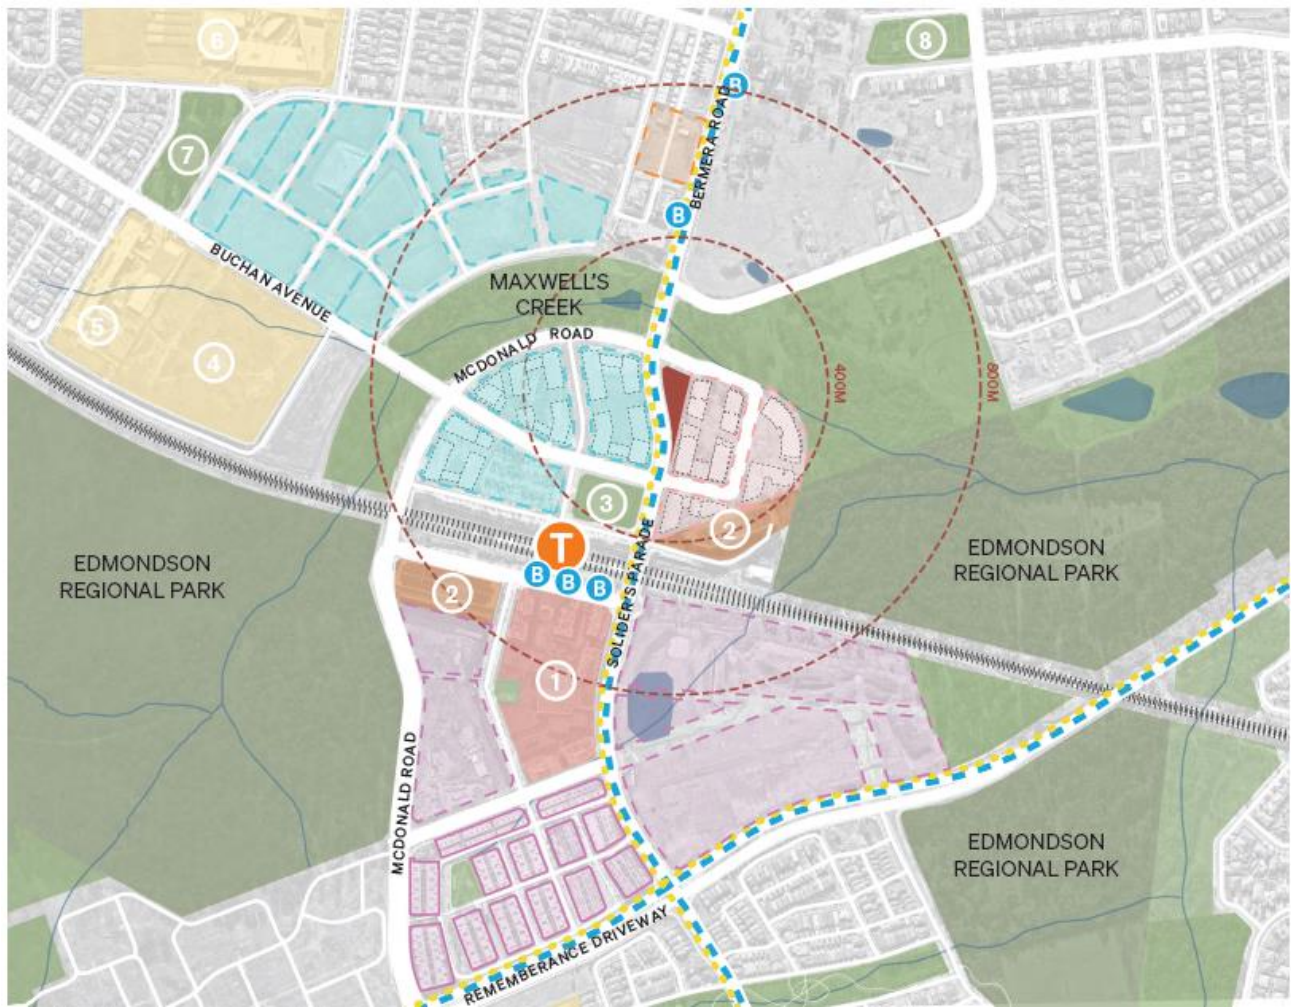 6
8
B
7
BERMERA ROAD
B
BUCHAN AVENUE
MAXWELL'S
CREEK
MCDONALD ROAD
5
4
400M
800M
3
2
T
EDMONDSON
REGIONAL PARK
EDMONDSON
REGIONAL PARK
B
B
B
2
SOLIDER'S PARADE
1
MCDONALD ROAD
EDMONDSON
REGIONAL PARK
REMEMBERANCE DRIVEWAY